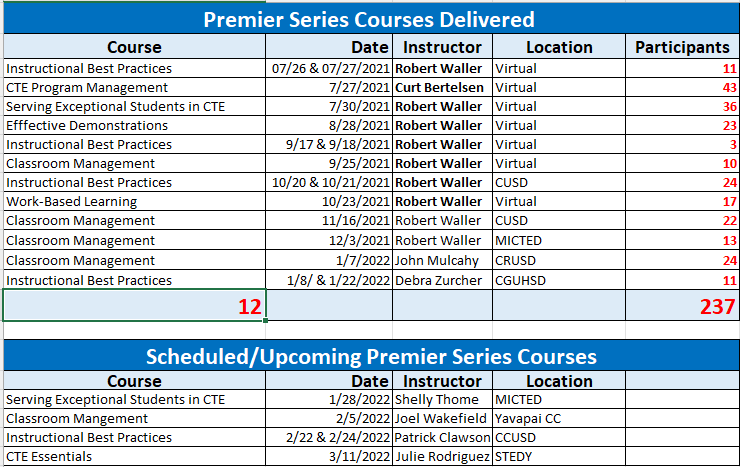 Premier Series Courses Delivered
Course Date Instructor Location Participants
Instructional Best Practices 07/26 & 07/27/2021 Robert Waller Virtual 11
CTE Program Management 7/27/2021 Curt Bertelsen Virtual 43
Serving Exceptional Students in CTE 7/30/2021 Robert Waller Virtual 36
Efffective Demonstrations 8/28/2021 Robert Waller Virtual 23
Instructional Best Practices 9/17 & 9/18/2021 Robert Waller Virtual 3
Classroom Management 9/25/2021 Robert Waller Virtual 10
Instructional Best Practices 10/20 & 10/21/2021 Robert Waller CUSD 24
Work-Based Learning 10/23/2021 Robert Waller Virtual 17
Classroom Management 11/16/2021 Robert Waller CUSD 22
Classroom Management 12/3/2021 Robert Waller MICTED 13
Classroom Management 1/7/2022 John Mulcahy CRUSD 24
Instructional Best Practices 1/8/ & 1/22/2022 Debra Zurcher CGUHSD 11
12 237
Scheduled/Upcoming Premier Series Courses
Course Date Instructor Location
Serving Exceptional Students in CTE 1/28/2022 Shelly Thome MICTED
Classroom Mangement 2/5/2022 Joel Wakefield Yavapai CC
Instructional Best Practices 2/22 & 2/24/2022 Patrick Clawson CCUSD
CTE Essentials 3/11/2022 Julie Rodriguez STEDY